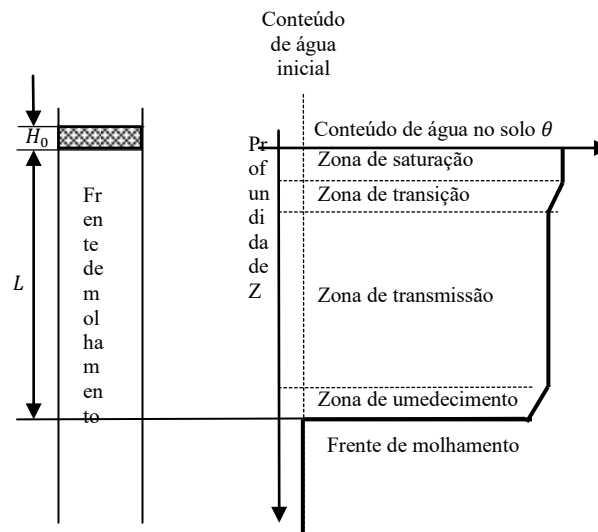 Conteúdo
de água
inicial
H₀
Conteúdo de água no solo θ
Pr
of
un
di
da
de
Z
Zona de saturação
Zona de transição
Fr
en
te
de
m
ol
ha
m
en
to
L
Zona de transmissão
Zona de umedecimento
Frente de molhamento